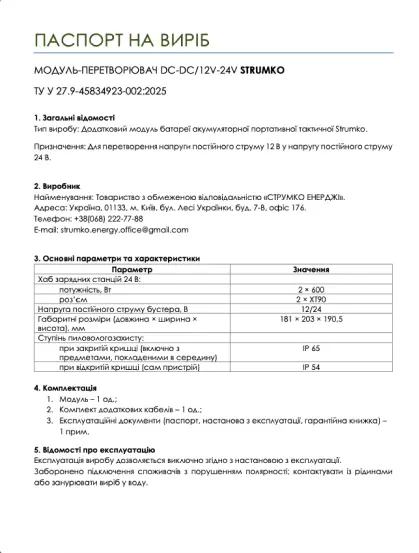 ПАСПОРТ НА ВИРІБ
МОДУЛЬ-ПЕРЕТВОРЮВАЧ DC-DC/12V-24V STRUMKO
ТУ У 27.9-45834923-002:2025
1. Загальні відомості
Тип виробу: Додатковий модуль батареї акумуляторної портативної тактичної Strumko.
Призначення: Для перетворення напруги постійного струму 12 В у напругу постійного струму
24 В.
2. Виробник
Найменування: Товариство з обмеженою відповідальністю «СТРУМКО ЕНЕРДЖІ».
Адреса: Україна, 01133, м. Київ, бул. Лесі Українки, буд. 7-В, офіс 176.
Телефон: +38(068) 222-77-88
E-mail: strumko.energy.office@gmail.com
3. Основні параметри та характеристики
Параметр Значення
Хаб зарядних станцій 24 В:
потужність, Вт 2 × 600
роз'єм 2 × XT90
Напруга постійного струму бустера, В 12/24
Габаритні розміри (довжина × ширина × 181 × 203 × 190,5
висота), мм
Ступінь пиловологозахисту:
при закритій кришці (включно з IP 65
предметами, покладеними в середину)
при відкритій кришці (сам пристрій) IP 54
4. Комплектація
1. Модуль – 1 од.;
2. Комплект додаткових кабелів – 1 од.;
3. Експлуатаційні документи (паспорт, настанова з експлуатації, гарантійна книжка) –
1 прим.
5. Відомості про експлуатацію
Експлуатація виробу дозволяється виключно згідно з настановою з експлуатації.
Заборонено підключення споживачів з порушенням полярності; контактувати із рідинами
або занурювати виріб у воду.